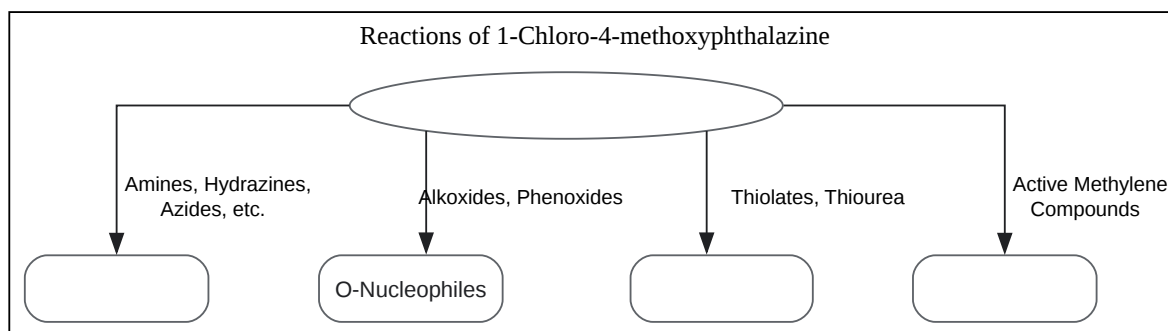 Reactions of 1-Chloro-4-methoxyphthalazine
Amines, Hydrazines,
Azides, etc.
Alkoxides, Phenoxides
Thiolates, Thiourea
Active Methylene
Compounds
O-Nucleophiles